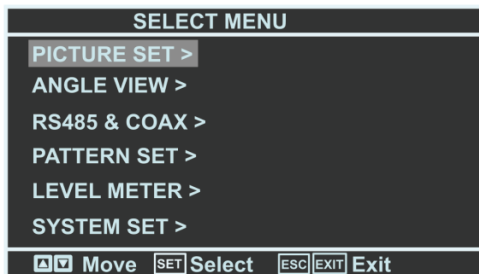 SELECT MENU
PICTURE SET >
ANGLE VIEW >
RS485 & COAX >
PATTERN SET >
LEVEL METER >
SYSTEM SET >
▲▼ Move SET Select ESC EXIT Exit